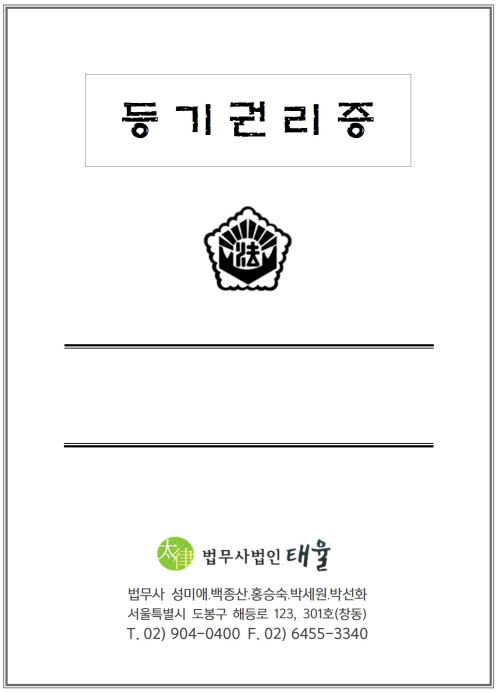 등기권리증
法
太律 법무사법인 태율
법무사 성미애.백종산.홍승숙.박세원.박선화
서울특별시 도봉구 해등로 123, 301호(창동)
T. 02) 904-0400 F. 02) 6455-3340